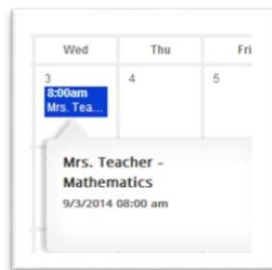 Wed Thu Fri
3 4 5
8:00am
Mrs. Tea...
Mrs. Teacher -
Mathematics
9/3/2014 08:00 am